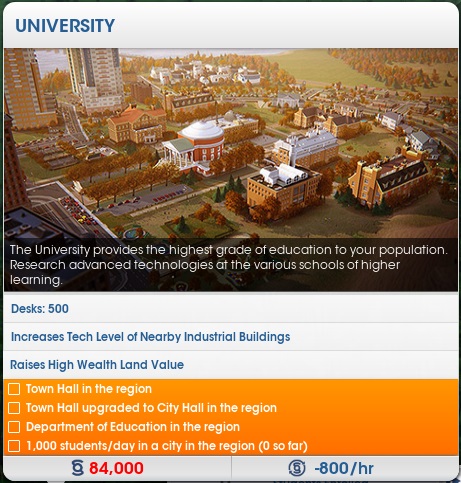 UNIVERSITY
The University provides the highest grade of education to your population.
Research advanced technologies at the various schools of higher
learning.
Desks: 500
Increases Tech Level of Nearby Industrial Buildings
Raises High Wealth Land Value
Town Hall in the region
Town Hall upgraded to City Hall in the region
Department of Education in the region
1,000 students/day in a city in the region (0 so far)
84,000 -800/hr